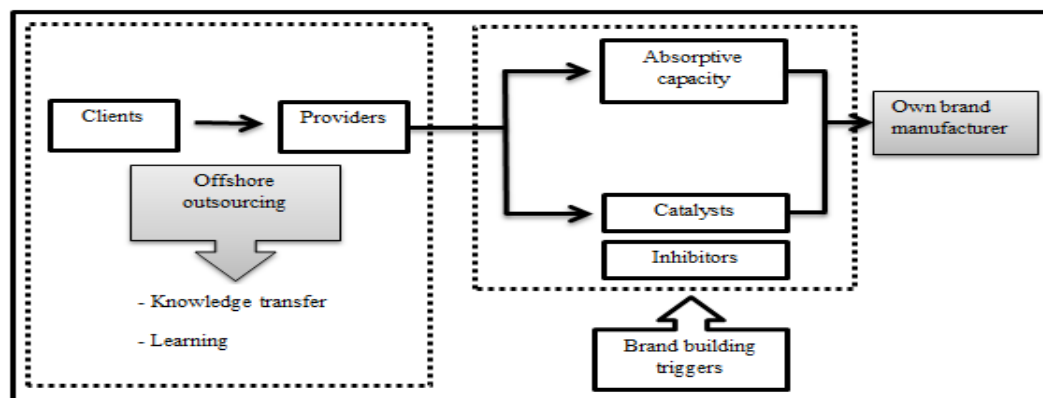 Clients
Providers
Offshore
outsourcing
- Knowledge transfer
- Learning
Absorptive
capacity
Catalysts
Inhibitors
Brand building
triggers
Own brand
manufacturer